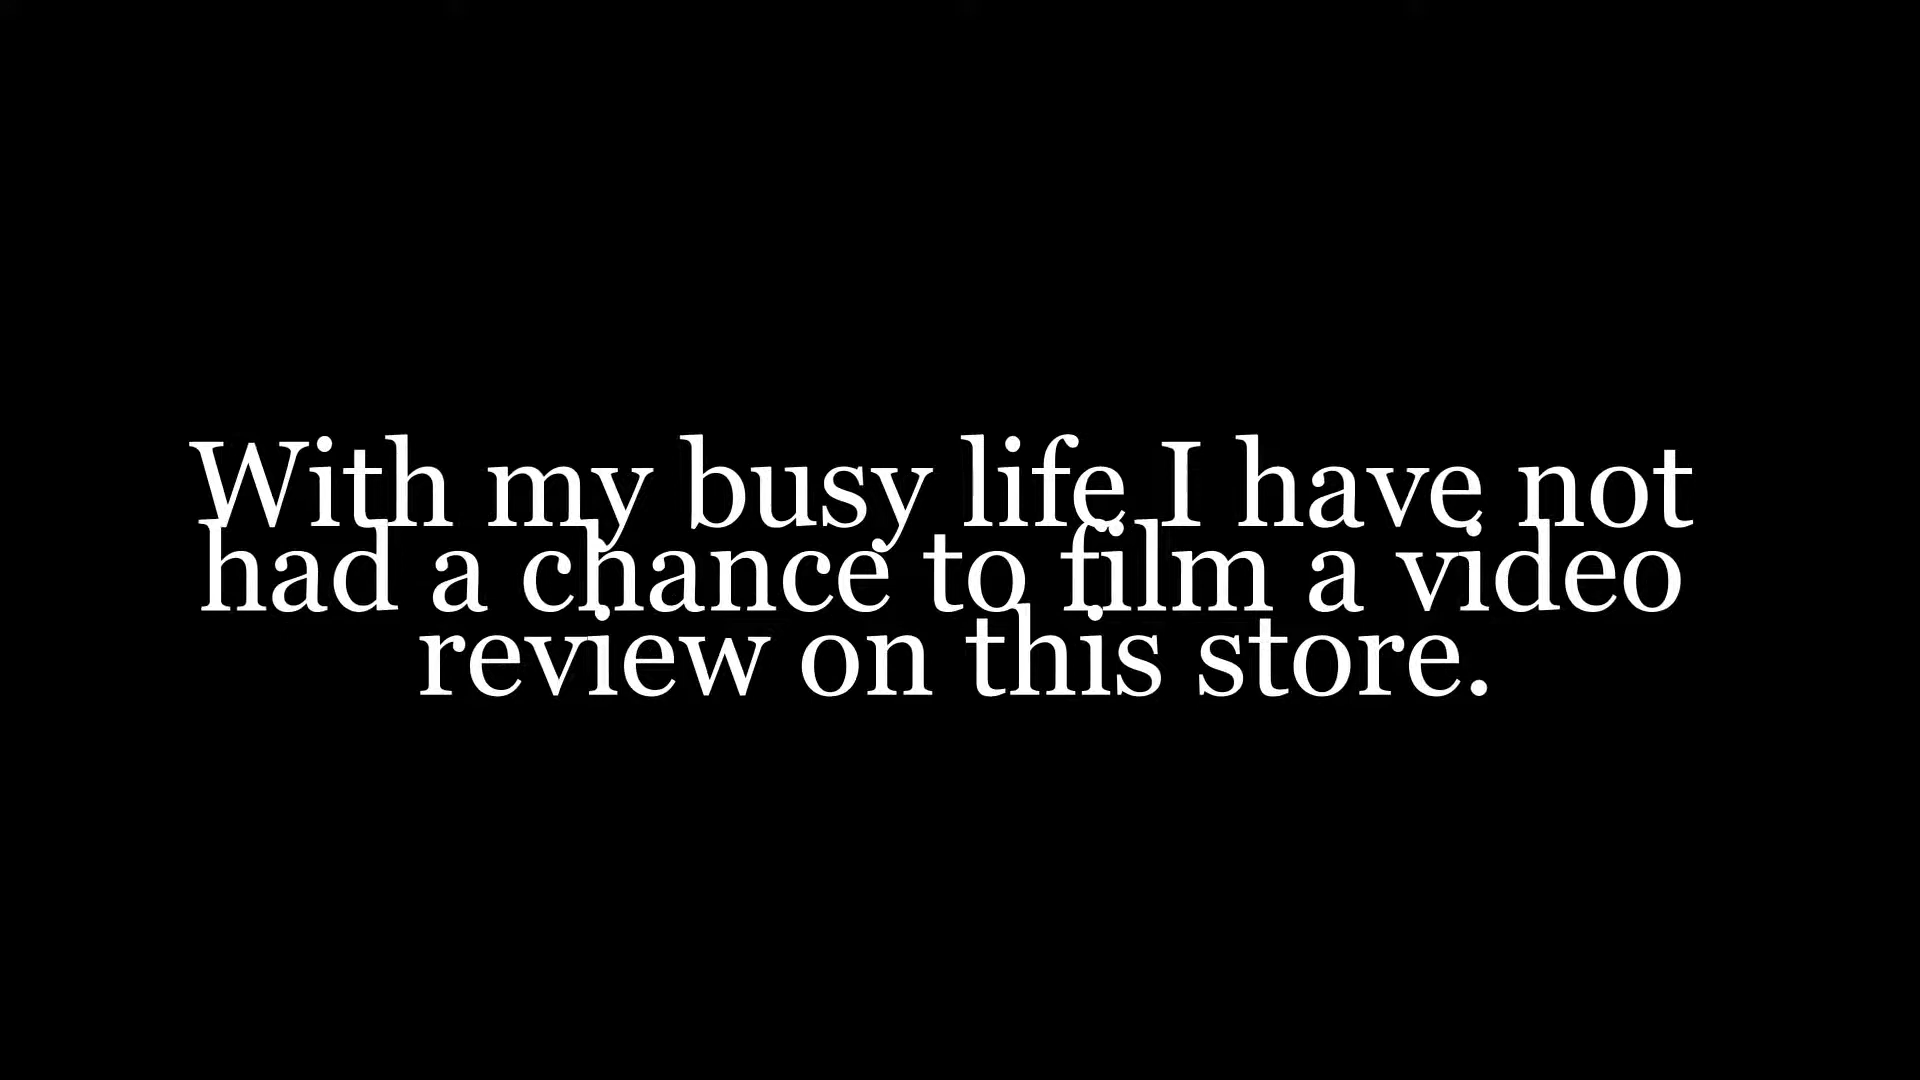 With my busy life I have not
had a chance to film a video
review on this store.